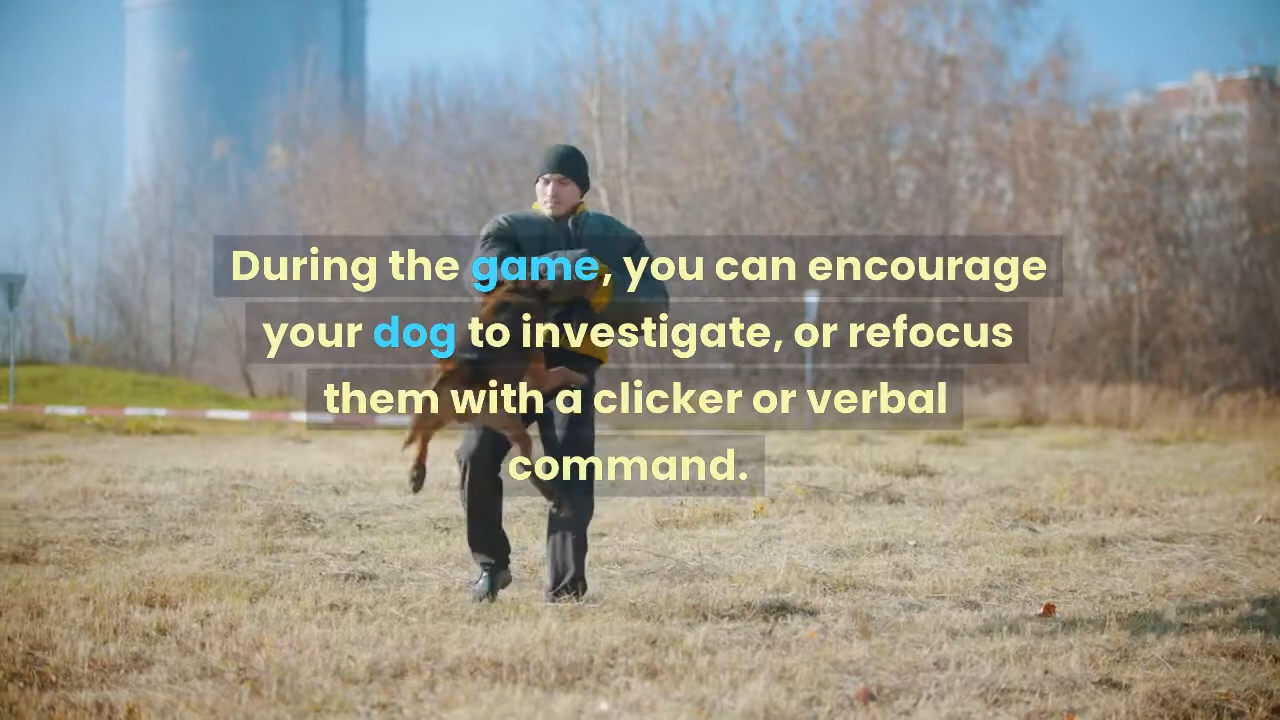 During the game, you can encourage
your dog to investigate, or refocus
them with a clicker or verbal
command.